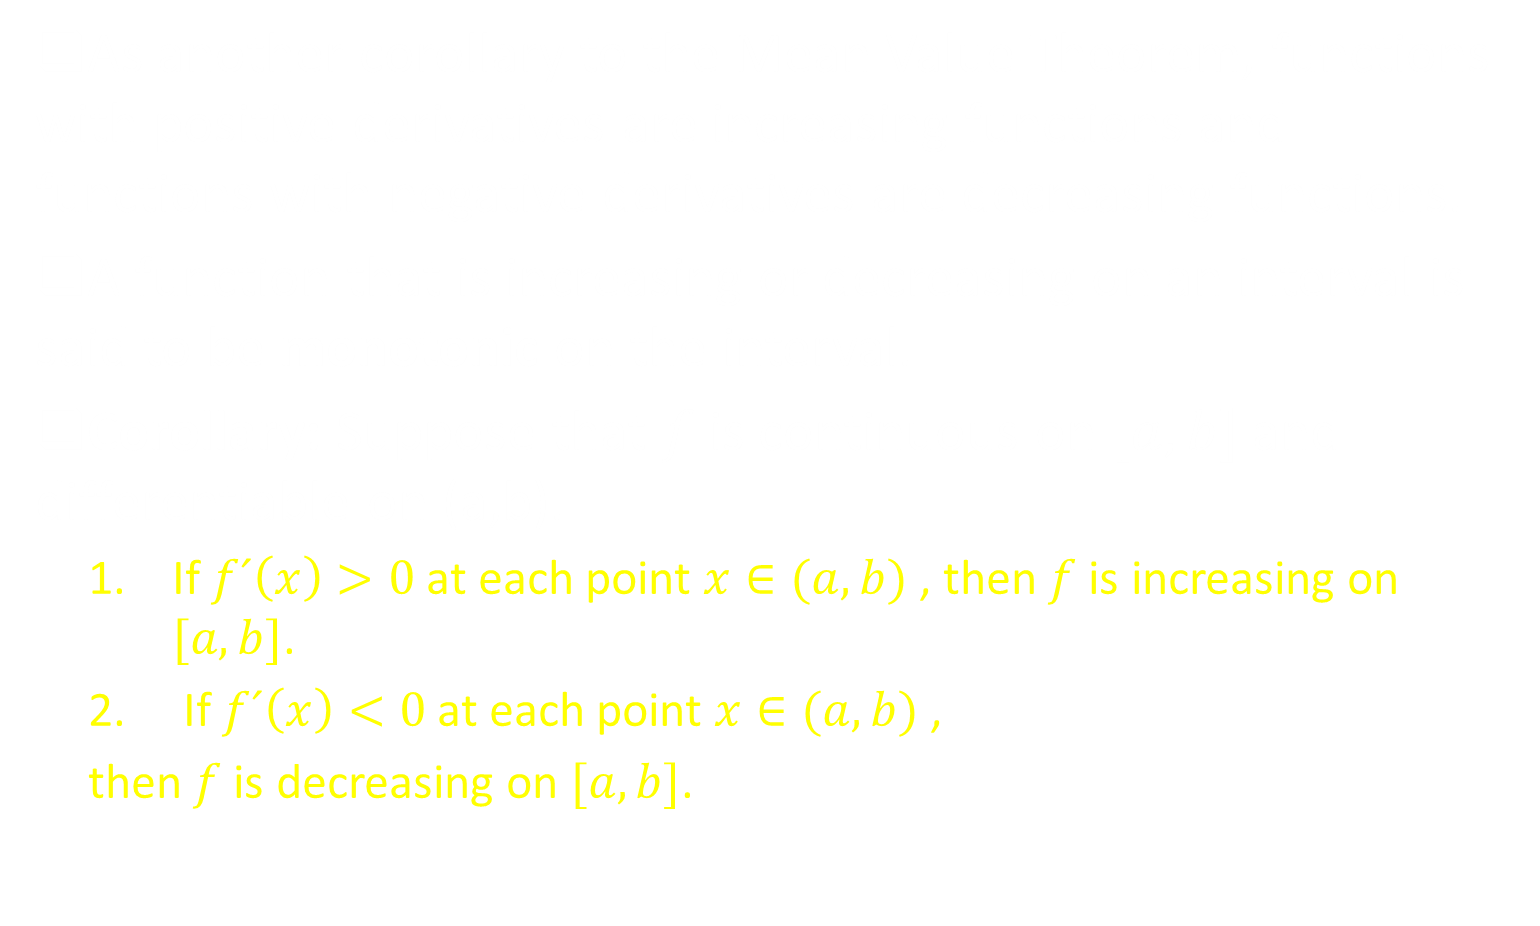 1. If f´(x) > 0 at each point x ∈ (a, b) , then f is increasing on
[a, b].
2. If f´(x) < 0 at each point x ∈ (a, b) ,
then f is decreasing on [a, b].